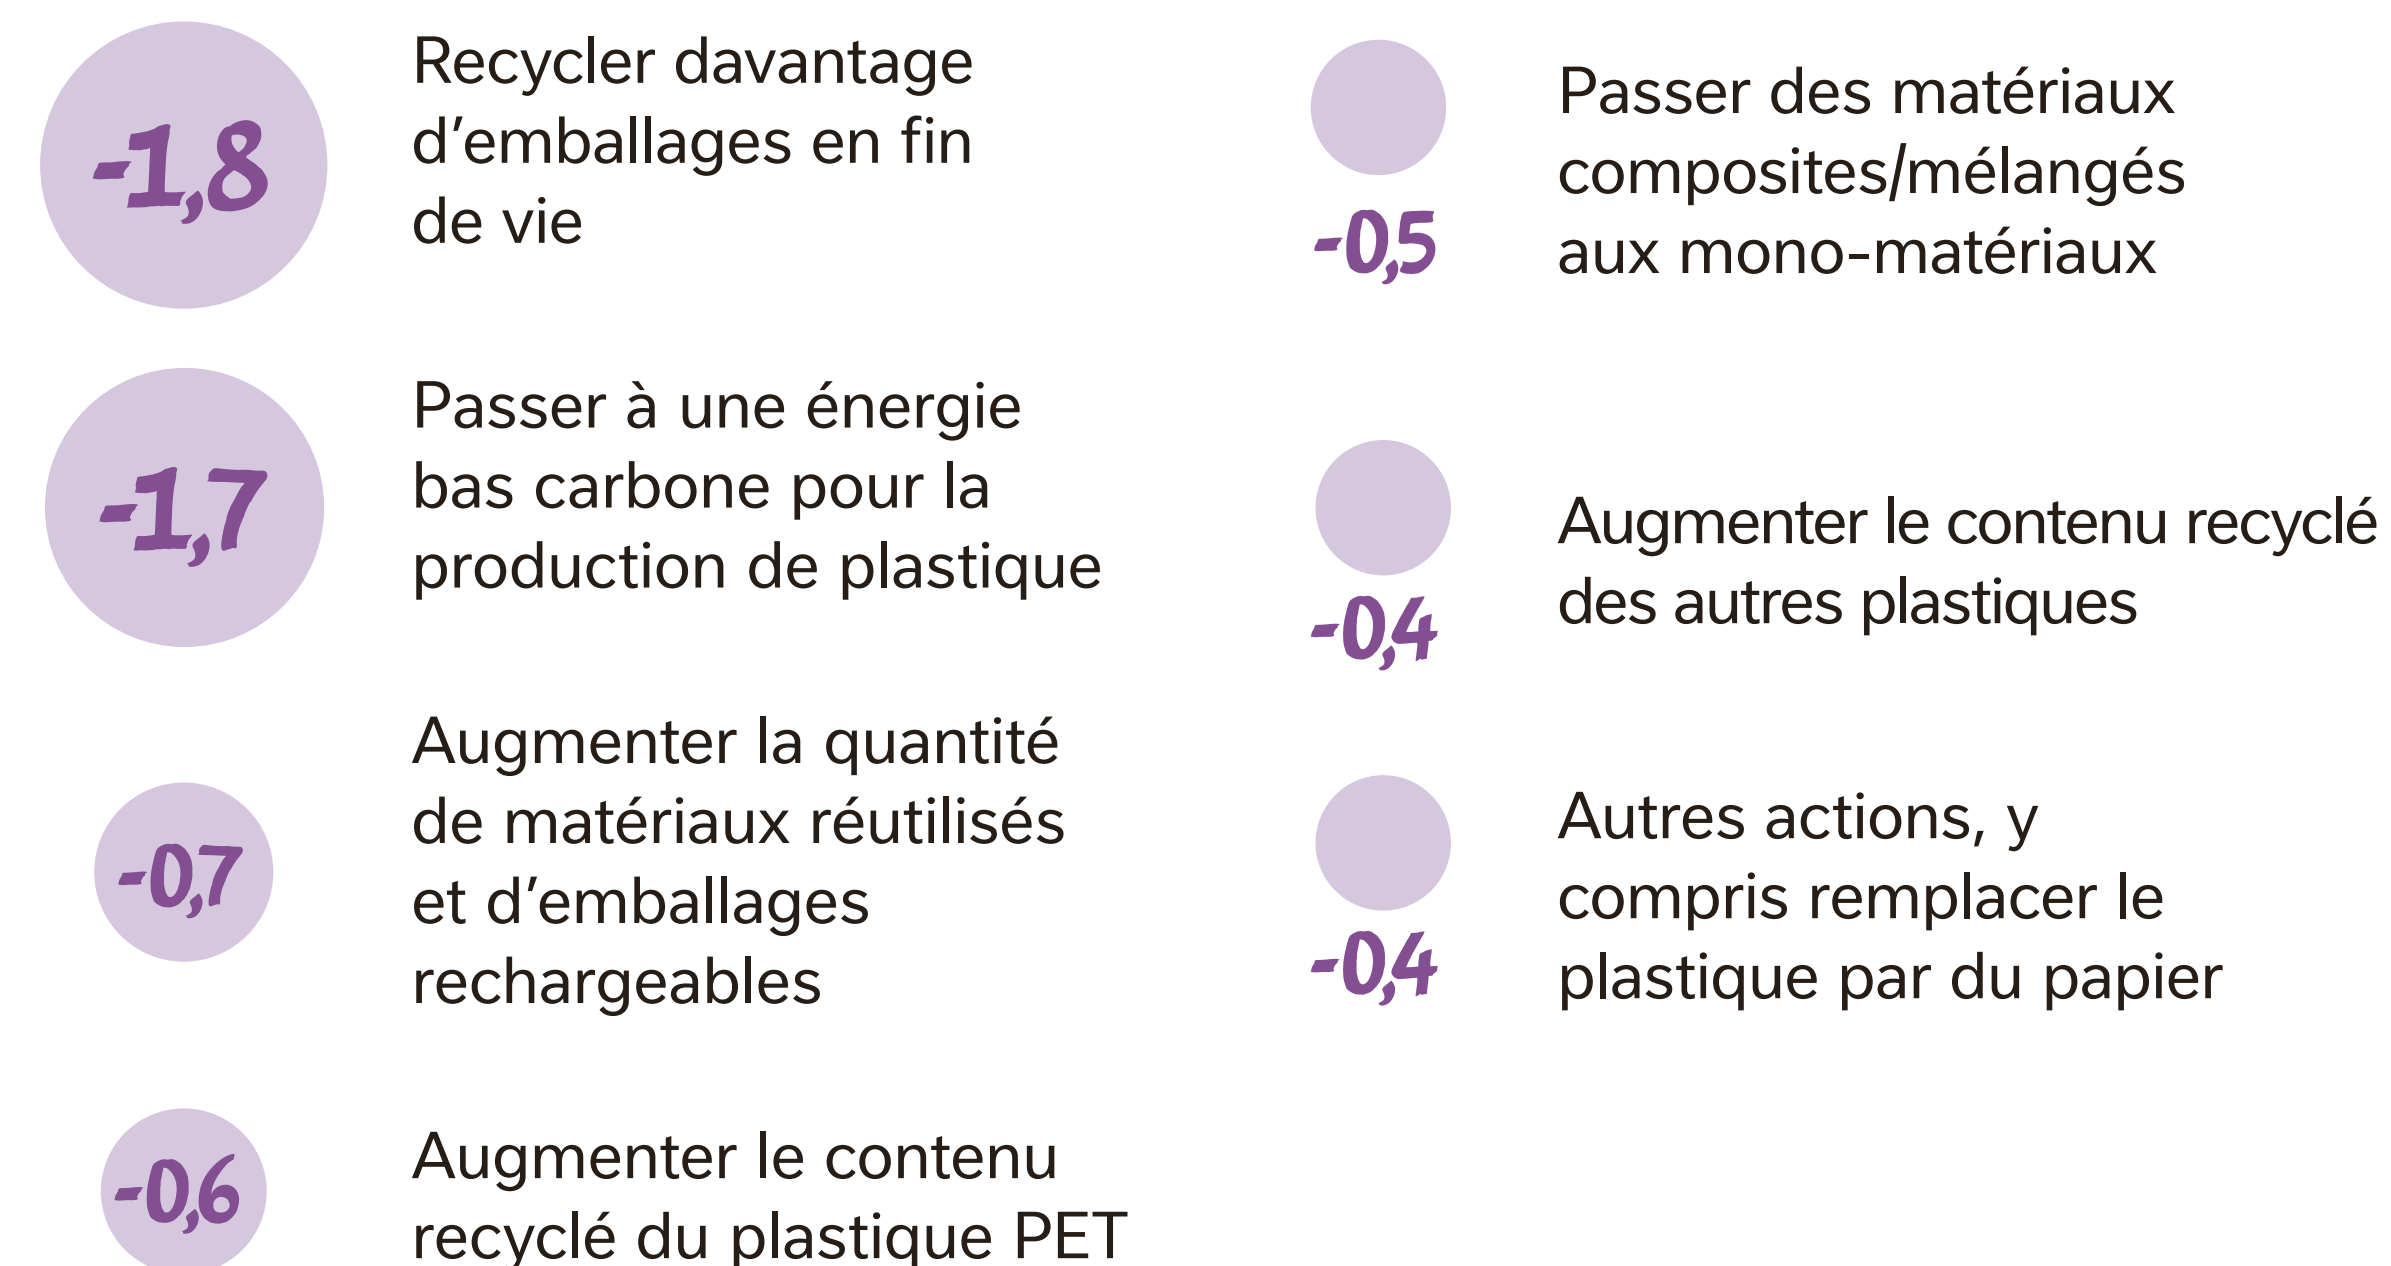 -1,8
Recycler davantage
d’emballages en fin
de vie
-1,7
Passer à une énergie
bas carbone pour la
production de plastique
-0,7
Augmenter la quantité
de matériaux réutilisés
et d’emballages
rechargeables
-0,6
Augmenter le contenu
recyclé du plastique PET
-0,5
Passer des matériaux
composites/mélangés
aux mono-matériaux
-0,4
Augmenter le contenu recyclé
des autres plastiques
-0,4
Autres actions, y
compris remplacer le
plastique par du papier